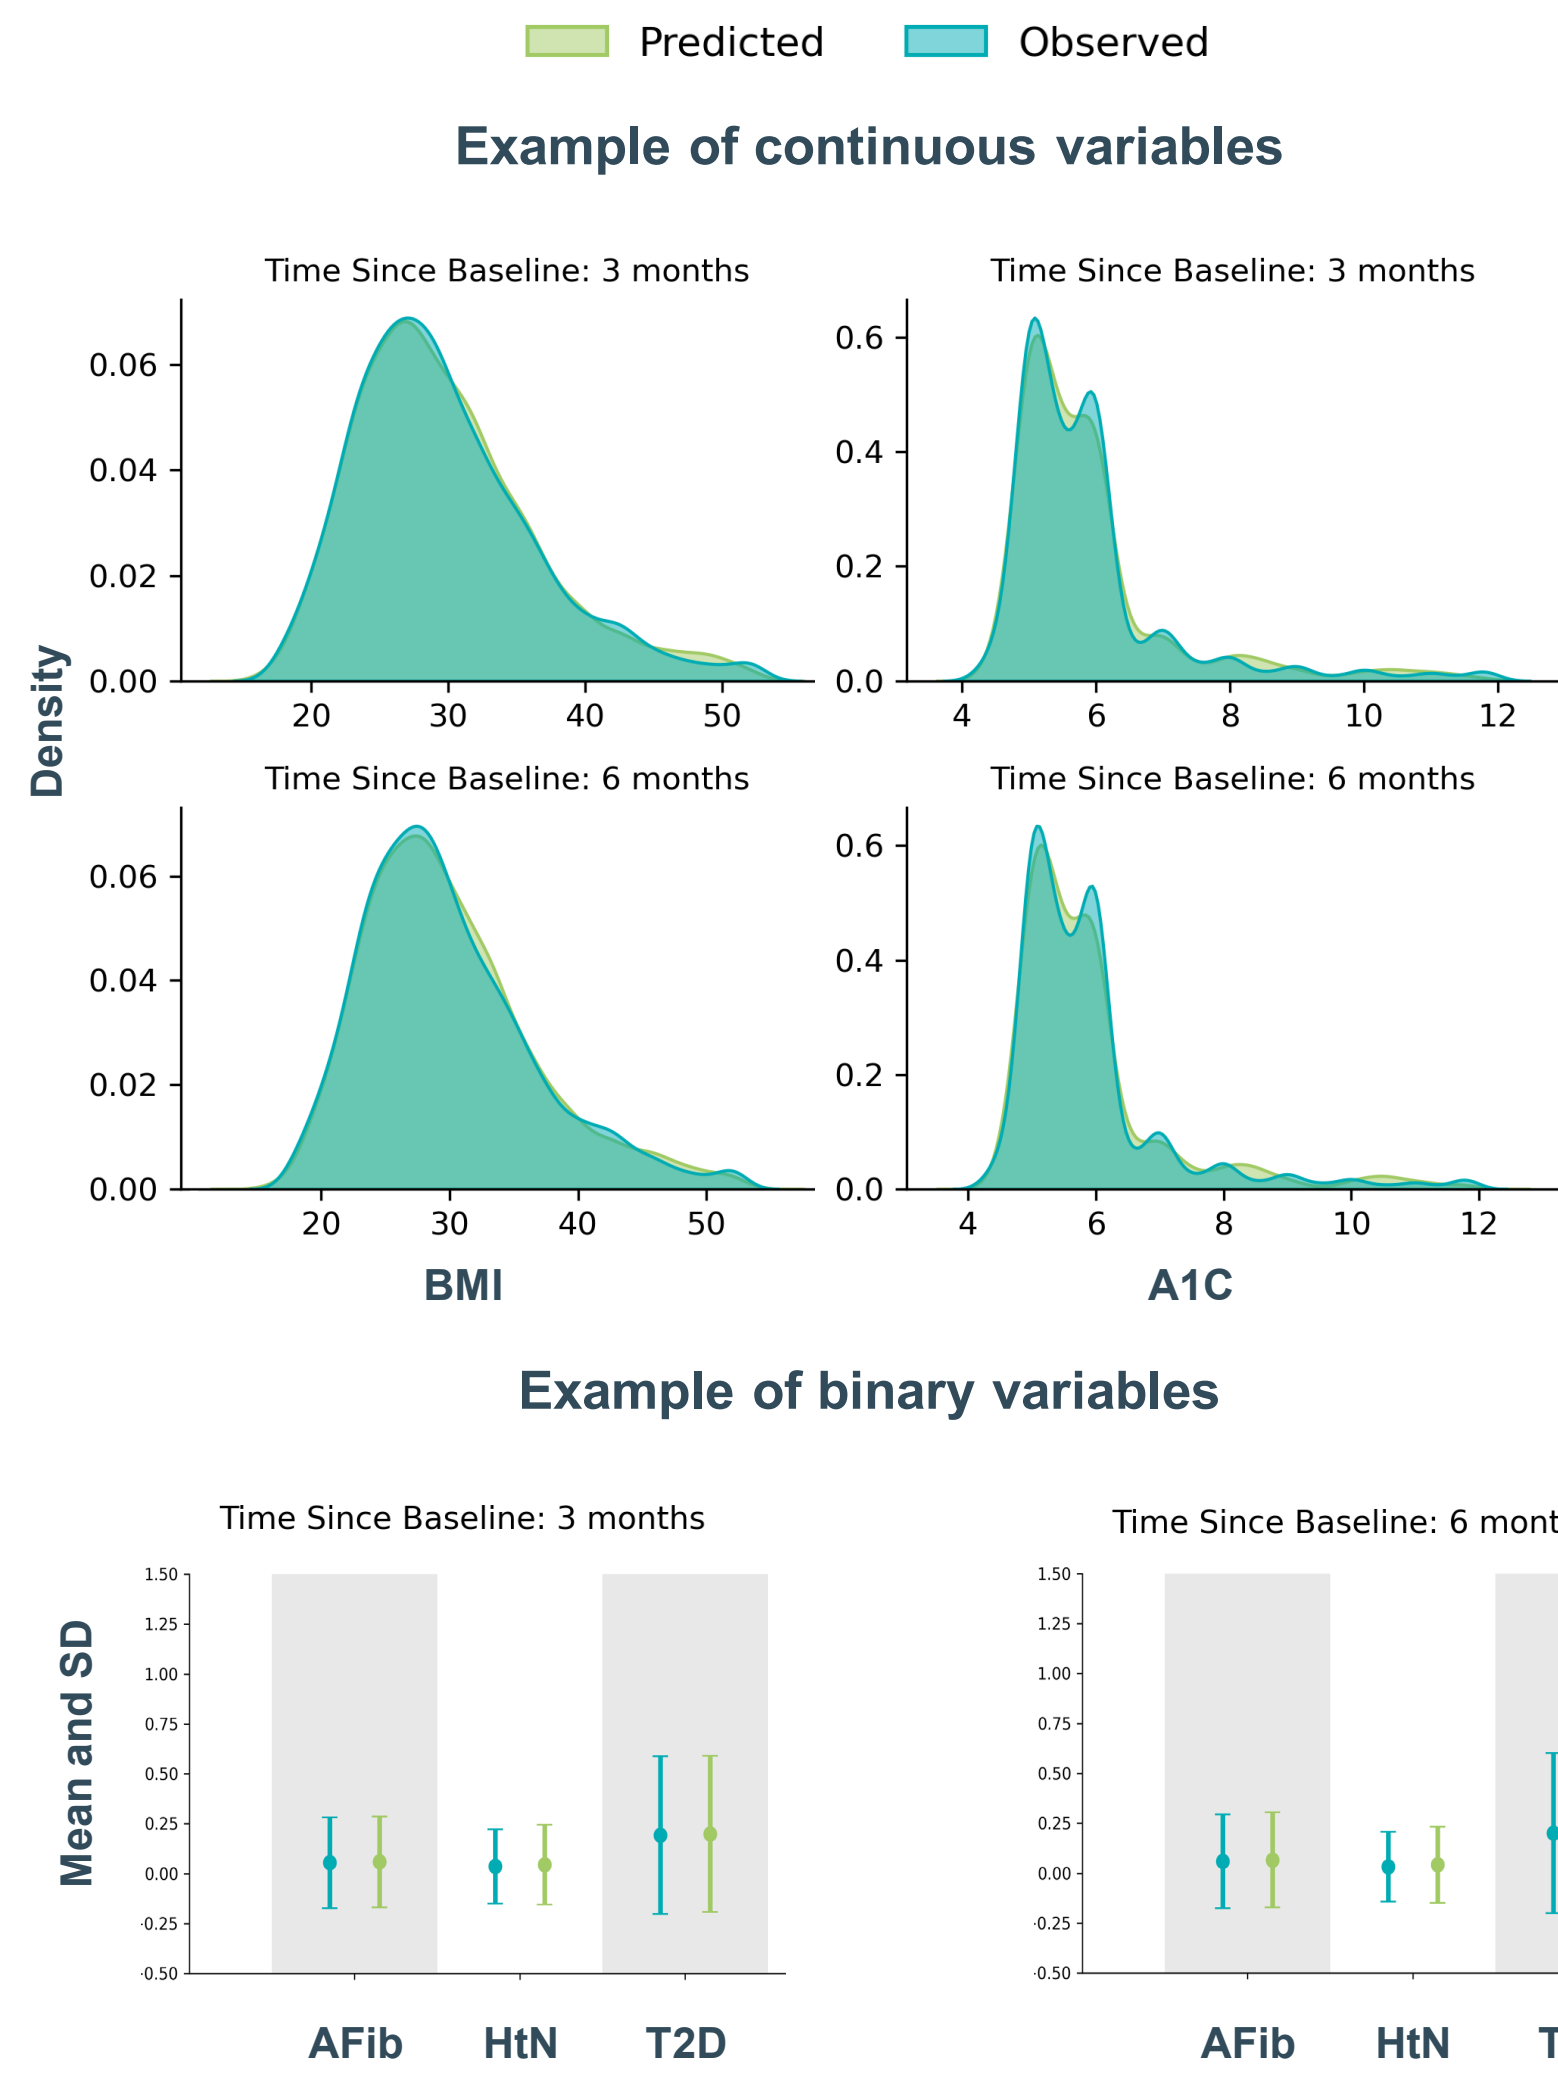 Predicted Observed
Example of continuous variables
Time Since Baseline: 3 months
Time Since Baseline: 3 months
0.06
0.04
0.02
0.00
20 30 40 50
0.6
0.4
0.2
0.0
4 6 8 10 12
Density
Time Since Baseline: 6 months
Time Since Baseline: 6 months
0.06
0.04
0.02
0.00
20 30 40 50
0.6
0.4
0.2
0.0
4 6 8 10 12
BMI
A1C
Example of binary variables
Time Since Baseline: 3 months
Time Since Baseline: 6 mont
Mean and SD
1.50
1.25
1.00
0.75
0.50
0.25
0.00
-0.25
-0.50
AFib HtN T2D
1.50
1.25
1.00
0.75
0.50
0.25
0.00
-0.25
-0.50
AFib HtN T